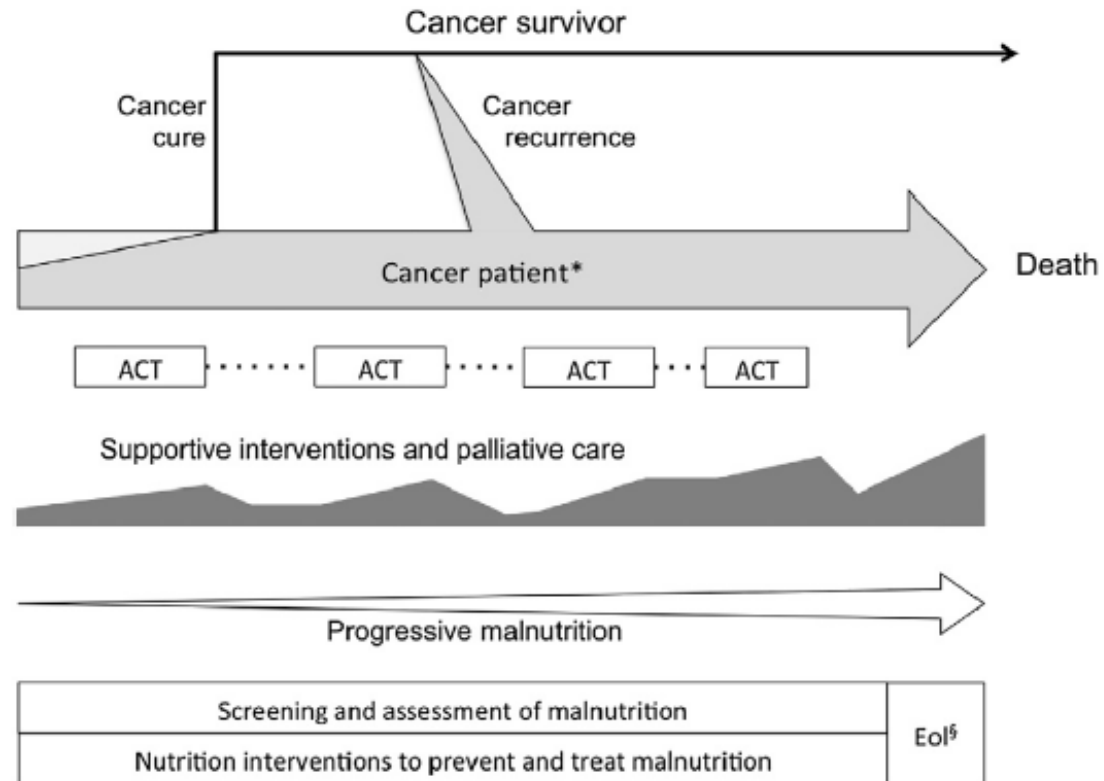 Cancer survivor
Cancer
cure
Cancer
recurrence
Cancer patient*
Death
ACT
ACT
ACT
ACT
Supportive interventions and palliative care
Progressive malnutrition
Screening and assessment of malnutrition
Nutrition interventions to prevent and treat malnutrition
Eol§